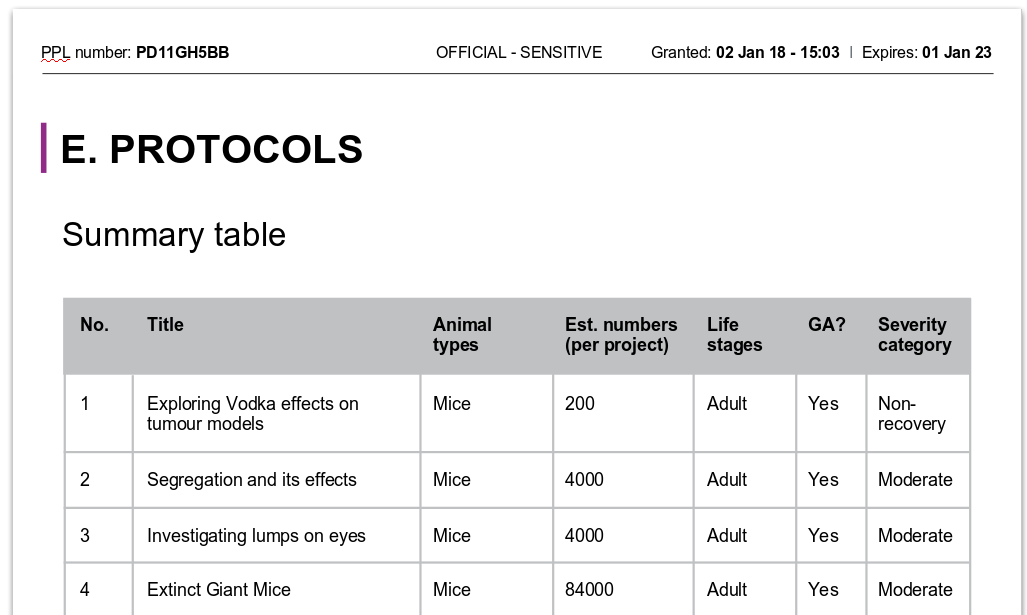 PPL number: PD11GH5BB OFFICIAL - SENSITIVE Granted: 02 Jan 18 - 15:03 | Expires: 01 Jan 23
E. PROTOCOLS
Summary table
No. Title Animal types Est. numbers (per project) Life stages GA? Severity category
1 Exploring Vodka effects on tumour models Mice 200 Adult Yes Non-recovery
2 Segregation and its effects Mice 4000 Adult Yes Moderate
3 Investigating lumps on eyes Mice 4000 Adult Yes Moderate
4 Extinct Giant Mice Mice 84000 Adult Yes Moderate